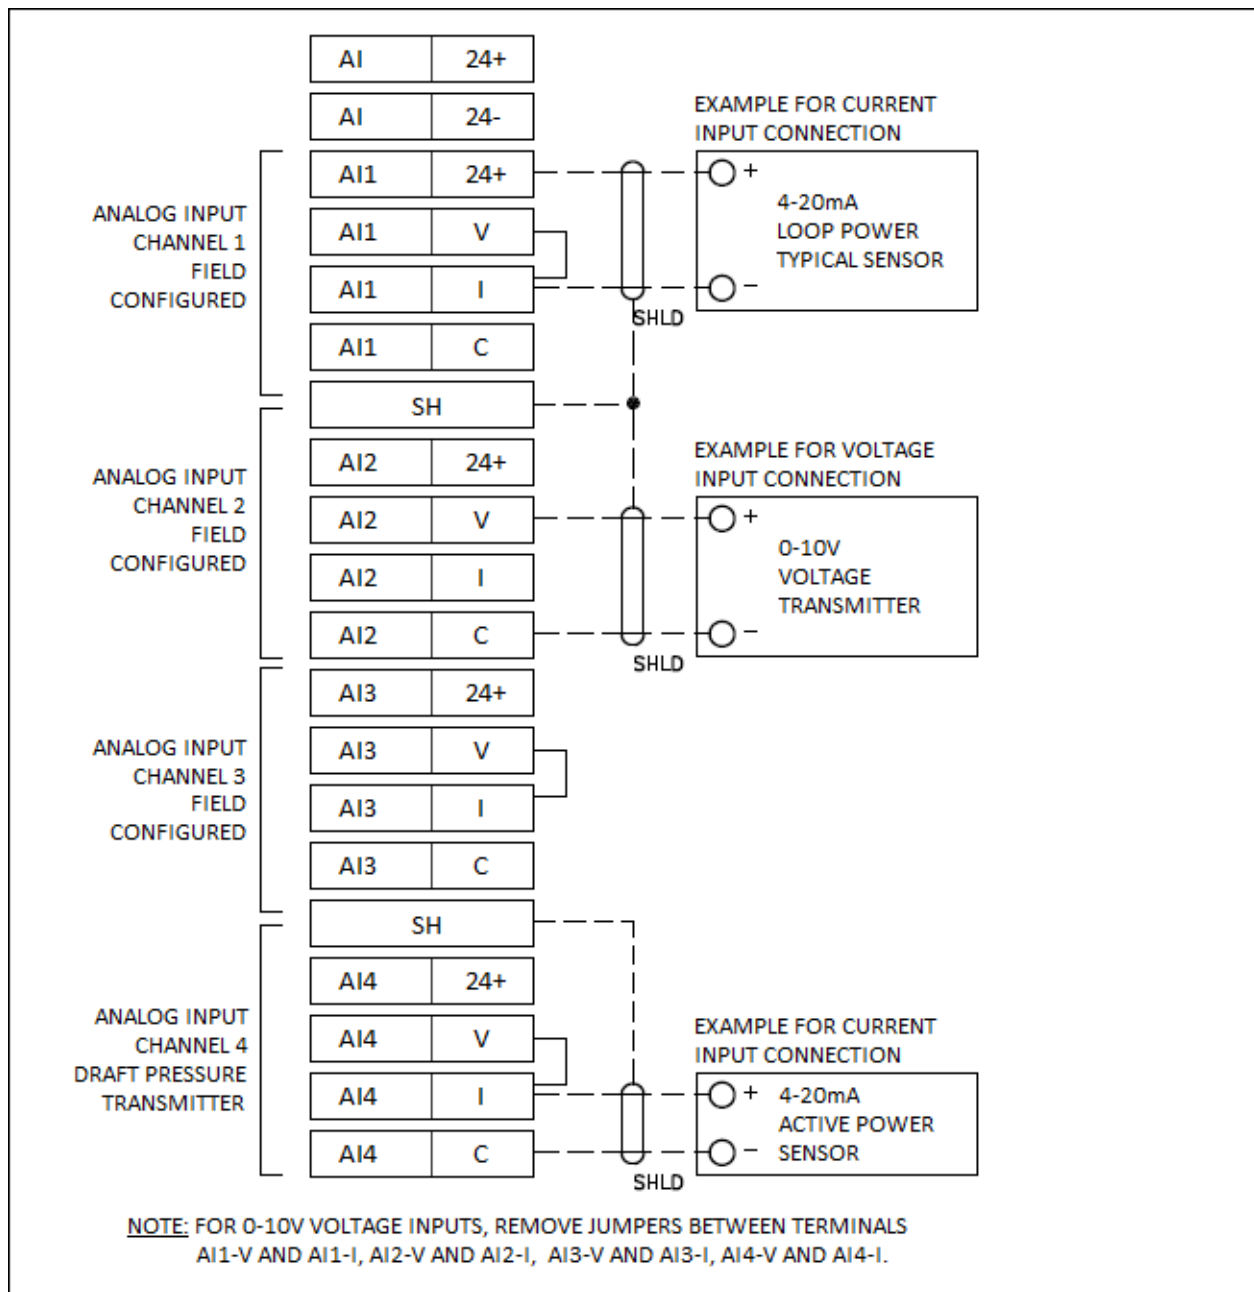 AI 24+
AI 24-
EXAMPLE FOR CURRENT
INPUT CONNECTION
ANALOG INPUT
CHANNEL 1
FIELD
CONFIGURED
AI1 24+
AI1 V
AI1 I
AI1 C
+
4-20mA
LOOP POWER
TYPICAL SENSOR
-
SHLD
SH
ANALOG INPUT
CHANNEL 2
FIELD
CONFIGURED
AI2 24+
AI2 V
AI2 I
AI2 C
EXAMPLE FOR VOLTAGE
INPUT CONNECTION
+
0-10V
VOLTAGE
TRANSMITTER
-
SHLD
ANALOG INPUT
CHANNEL 3
FIELD
CONFIGURED
AI3 24+
AI3 V
AI3 I
AI3 C
SH
ANALOG INPUT
CHANNEL 4
DRAFT PRESSURE
TRANSMITTER
AI4 24+
AI4 V
AI4 I
AI4 C
EXAMPLE FOR CURRENT
INPUT CONNECTION
+ 4-20mA
ACTIVE POWER
- SENSOR
SHLD
NOTE: FOR 0-10V VOLTAGE INPUTS, REMOVE JUMPERS BETWEEN TERMINALS
AI1-V AND AI1-I, AI2-V AND AI2-I, AI3-V AND AI3-I, AI4-V AND AI4-I.